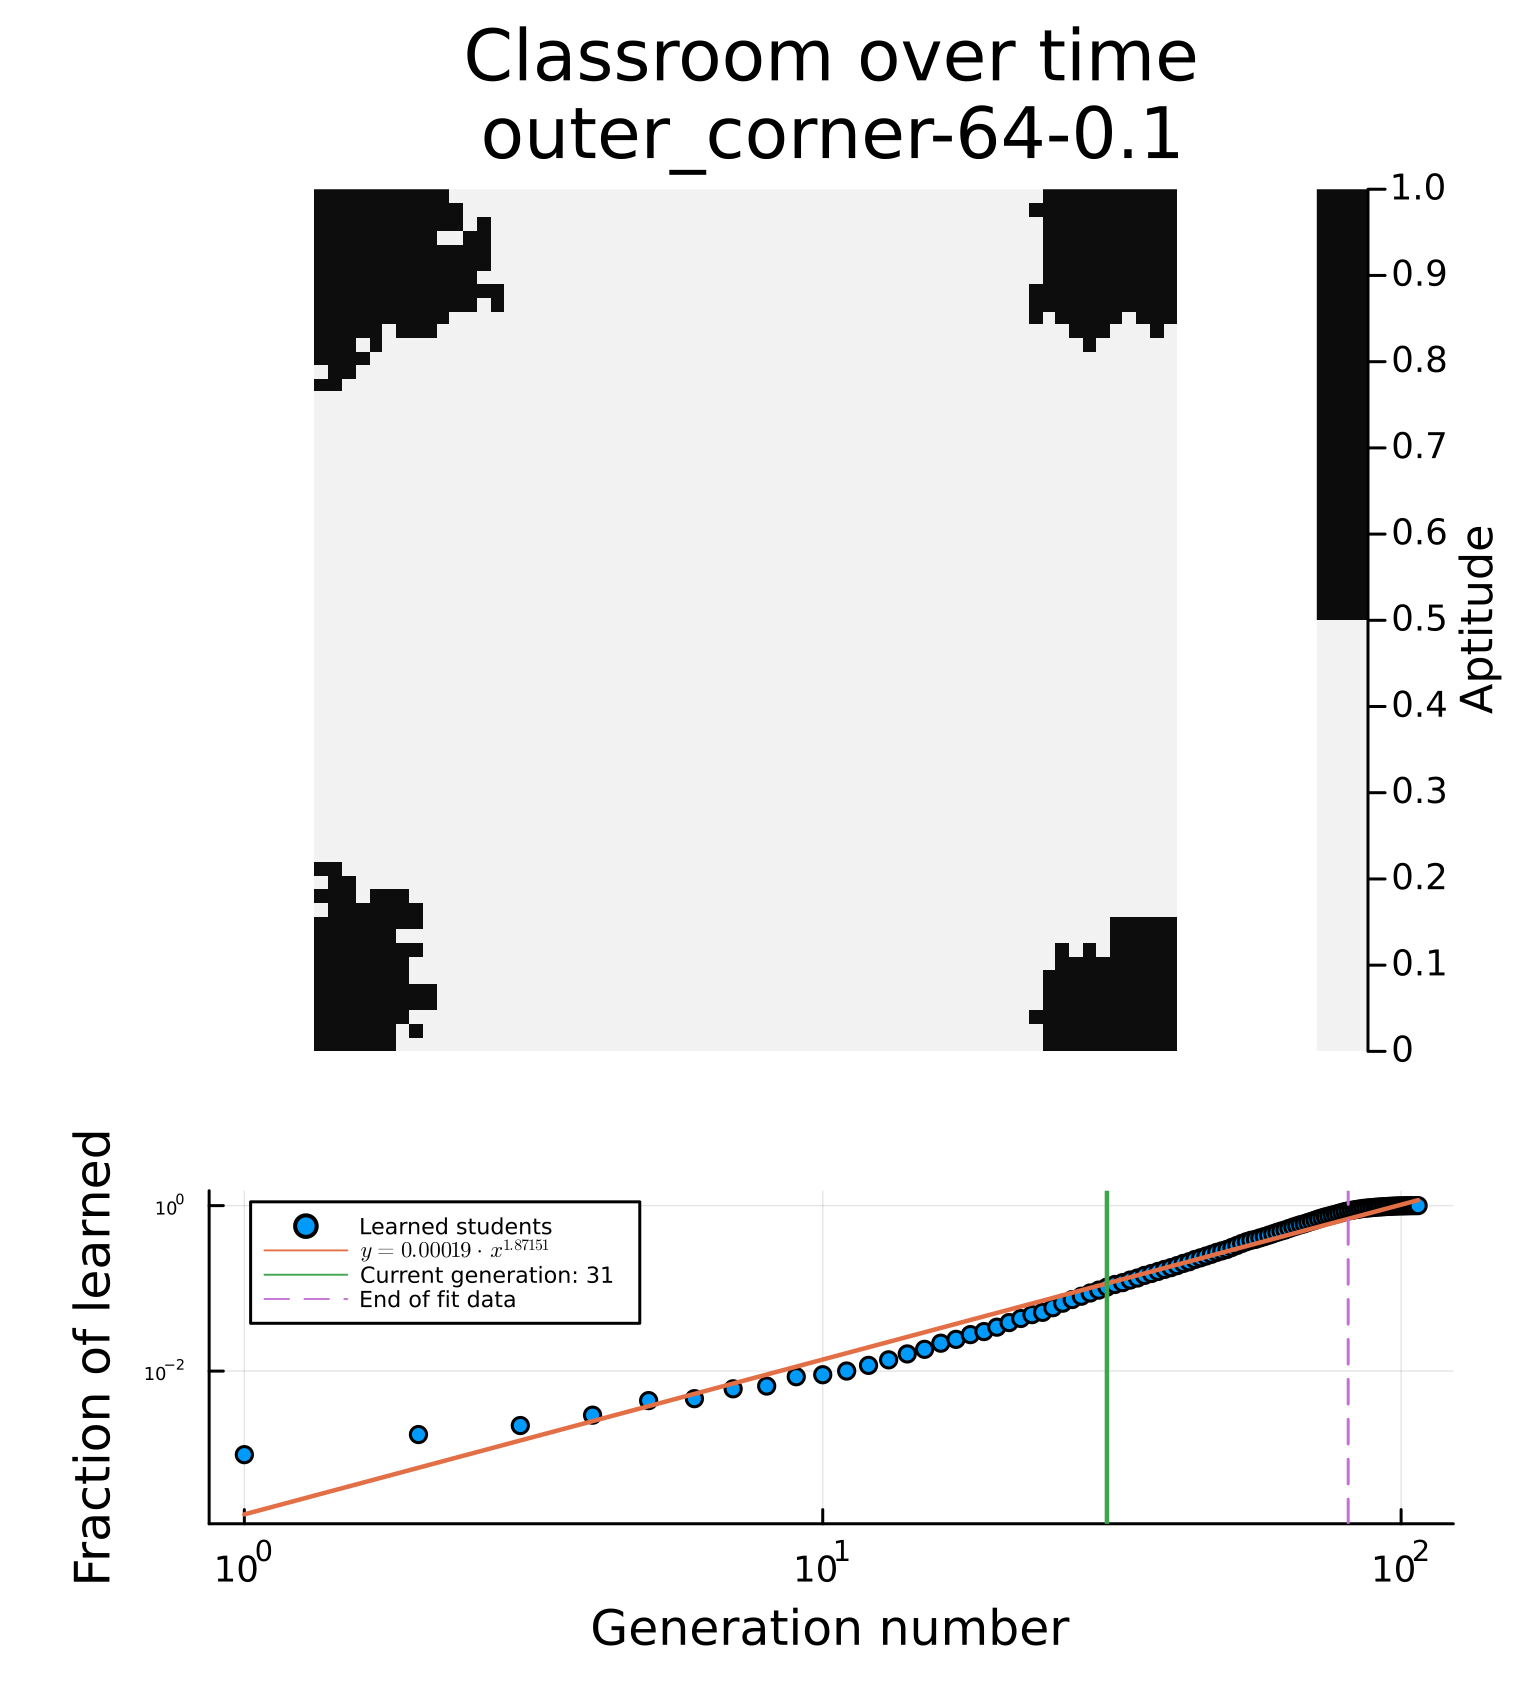 Classroom over time
outer_corner-64-0.1
1.0
0.9
0.8
0.7
0.6
0.5
0.4
0.3
0.2
0.1
0
Aptitude
Fraction of learned
10⁰
10⁻²
Learned students
y = 0.00019 · x^1.87151
Current generation: 31
End of fit data
10⁰
10¹
10²
Generation number